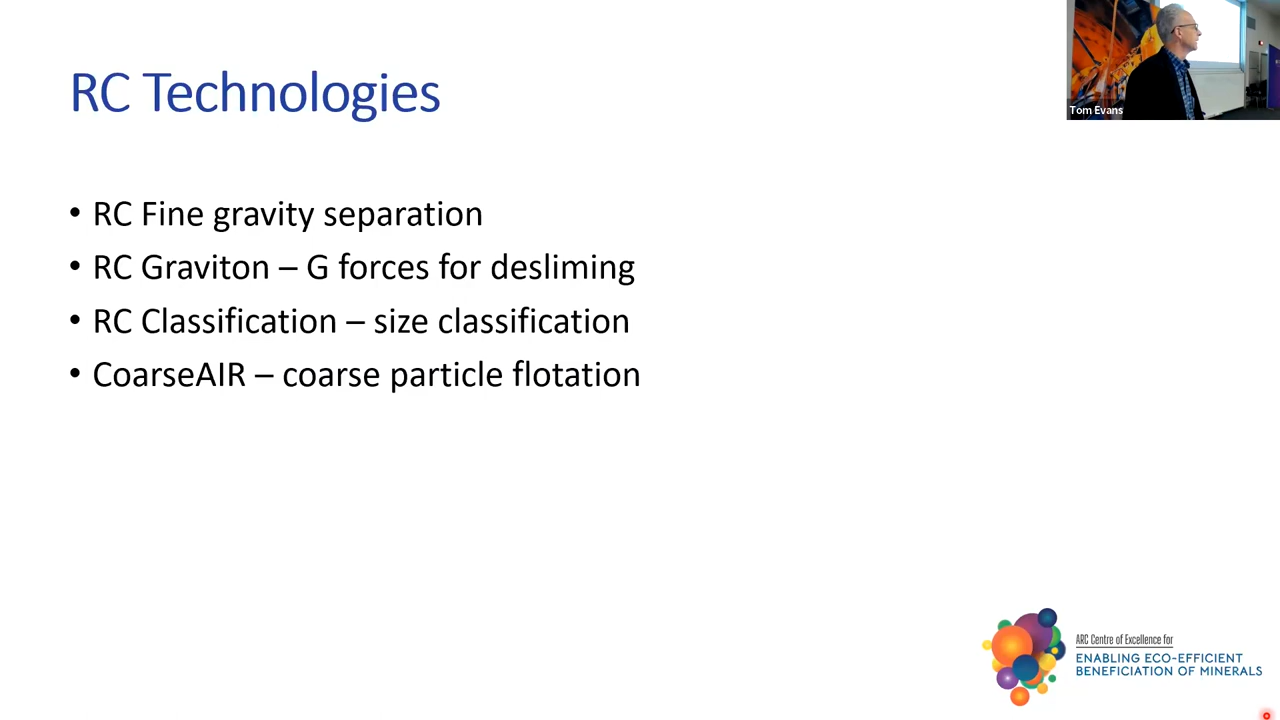 RC Technologies
Tom Evans
• RC Fine gravity separation
• RC Graviton – G forces for desliming
• RC Classification – size classification
• CoarseAIR – coarse particle flotation
ARC Centre of Excellence for
ENABLING ECO-EFFICIENT
BENEFICIATION OF MINERALS